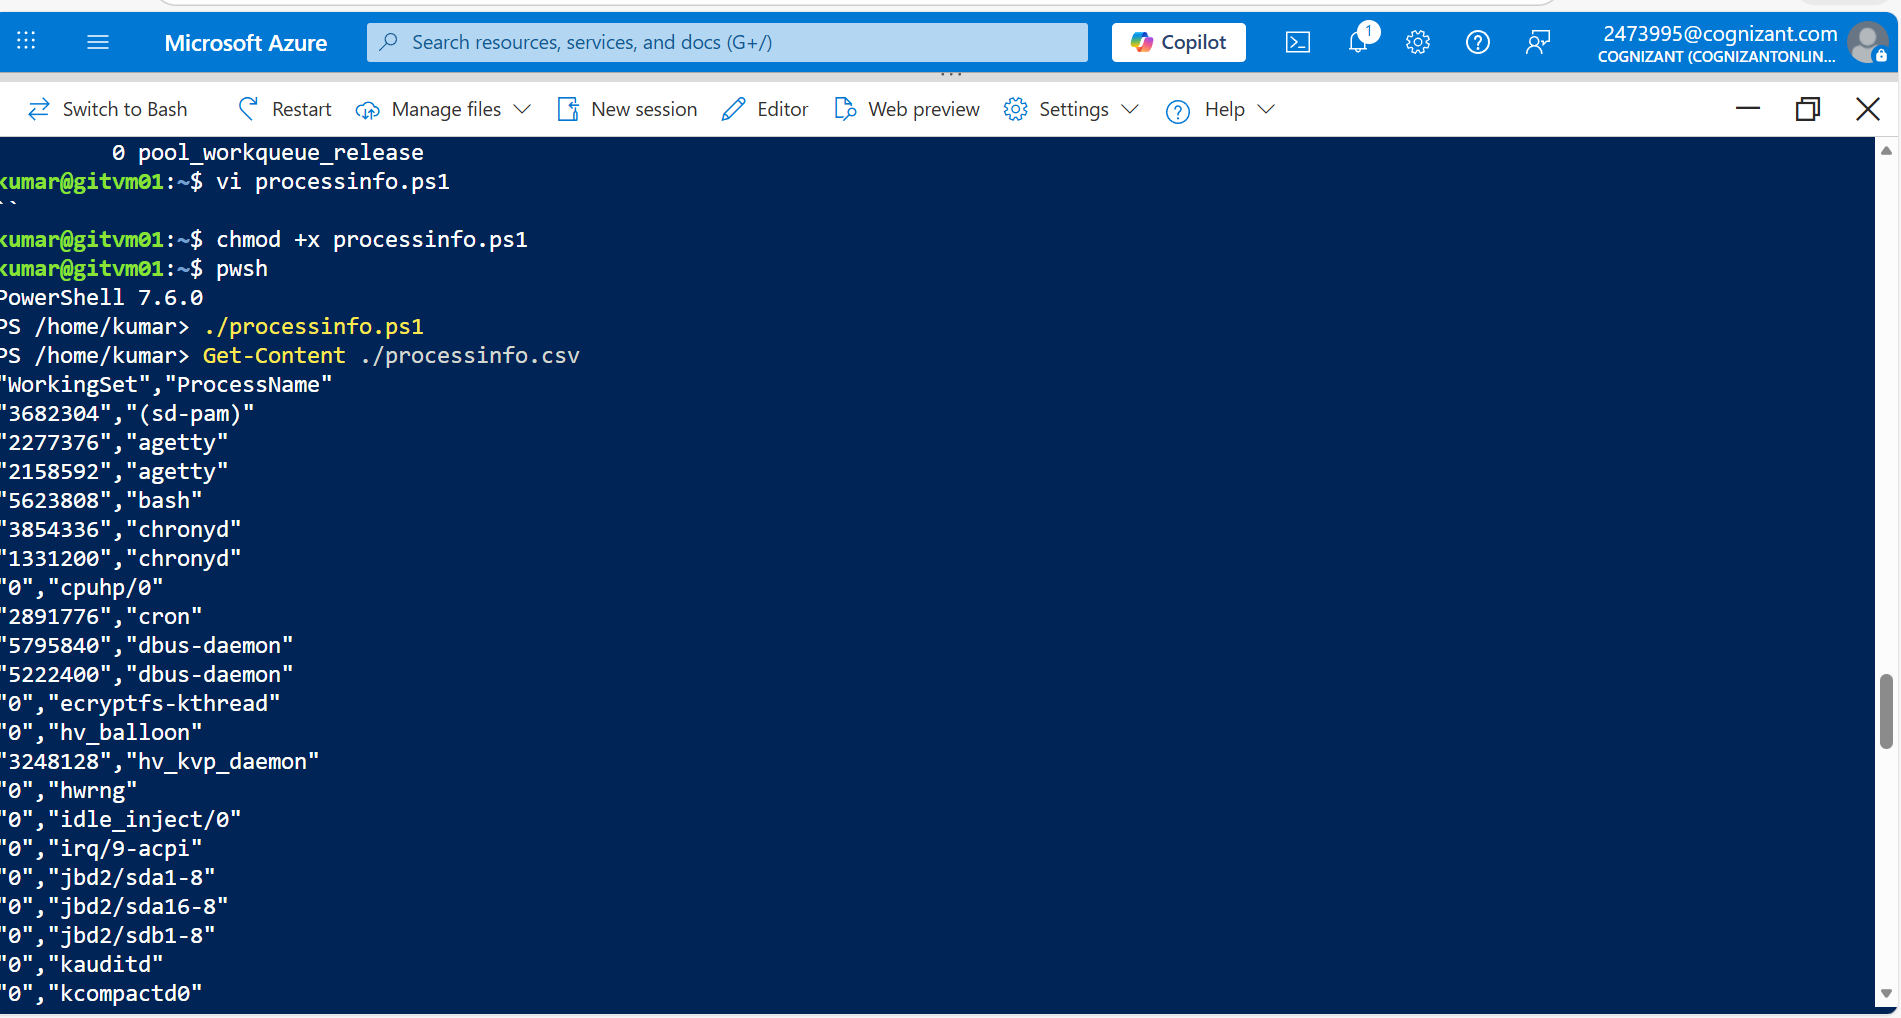 Microsoft Azure
Search resources, services, and docs (G+/)
Copilot
1
2473995@cognizant.com
COGNIZANT (COGNIZANTONLIN...
Switch to Bash
Restart
Manage files
New session
Editor
Web preview
Settings
Help
0 pool_workqueue_release
kumar@gitvm01:~$ vi processinfo.ps1
``
kumar@gitvm01:~$ chmod +x processinfo.ps1
kumar@gitvm01:~$ pwsh
PowerShell 7.6.0
PS /home/kumar> ./processinfo.ps1
PS /home/kumar> Get-Content ./processinfo.csv
"WorkingSet","ProcessName"
"3682304","(sd-pam)"
"2277376","agetty"
"2158592","agetty"
"5623808","bash"
"3854336","chronyd"
"1331200","chronyd"
"0","cpuhp/0"
"2891776","cron"
"5795840","dbus-daemon"
"5222400","dbus-daemon"
"0","ecryptfs-kthread"
"0","hv_balloon"
"3248128","hv_kvp_daemon"
"0","hwrng"
"0","idle_inject/0"
"0","irq/9-acpi"
"0","jbd2/sda1-8"
"0","jbd2/sda16-8"
"0","jbd2/sdb1-8"
"0","kauditd"
"0","kcompactd0"